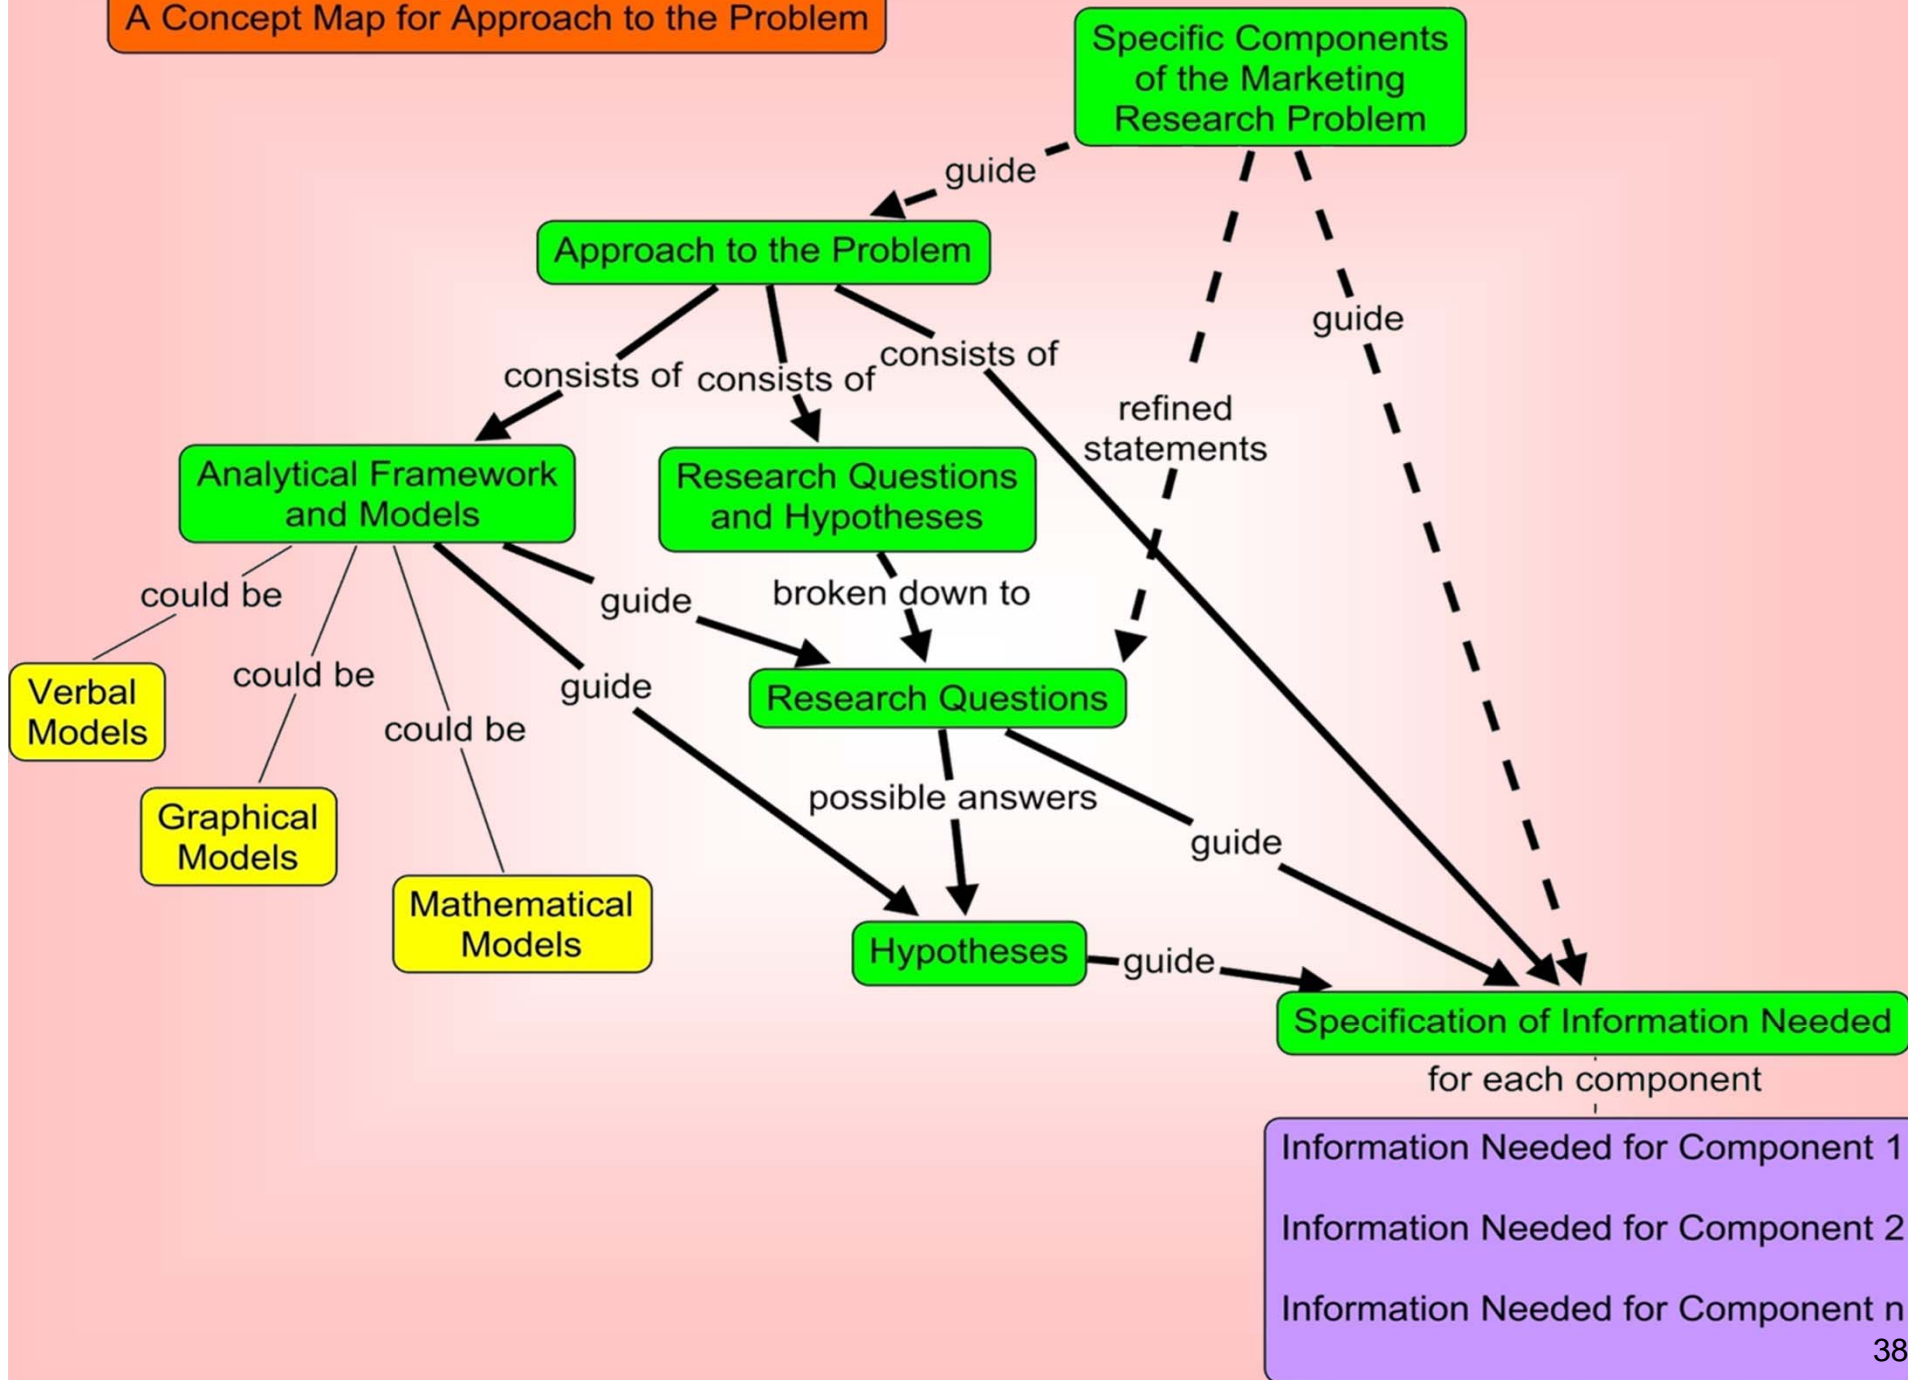 A Concept Map for Approach to the Problem
Specific Components
of the Marketing
Research Problem
guide
Approach to the Problem
guide
consists of
consists of
consists of
refined
statements
Analytical Framework
and Models
Research Questions
and Hypotheses
could be
guide
broken down to
could be
guide
Verbal
Models
Research Questions
could be
possible answers
Graphical
Models
guide
Mathematical
Models
Hypotheses
guide
Specification of Information Needed
for each component
Information Needed for Component 1
Information Needed for Component 2
Information Needed for Component n
38